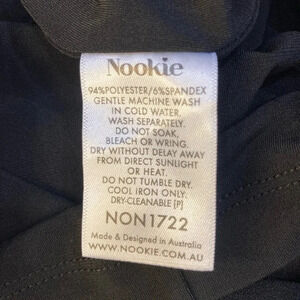 Nookie
94%POLYESTER/6%SPANDEX
GENTLE MACHINE WASH
IN COLD WATER.
WASH SEPARATELY.
DO NOT SOAK,
BLEACH OR WRING.
DRY WITHOUT DELAY AWAY
FROM DIRECT SUNLIGHT
OR HEAT.
DO NOT TUMBLE DRY.
COOL IRON ONLY.
DRY-CLEANABLE [P]
NON1722
Made & Designed in Australia
WWW.NOOKIE.COM.AU